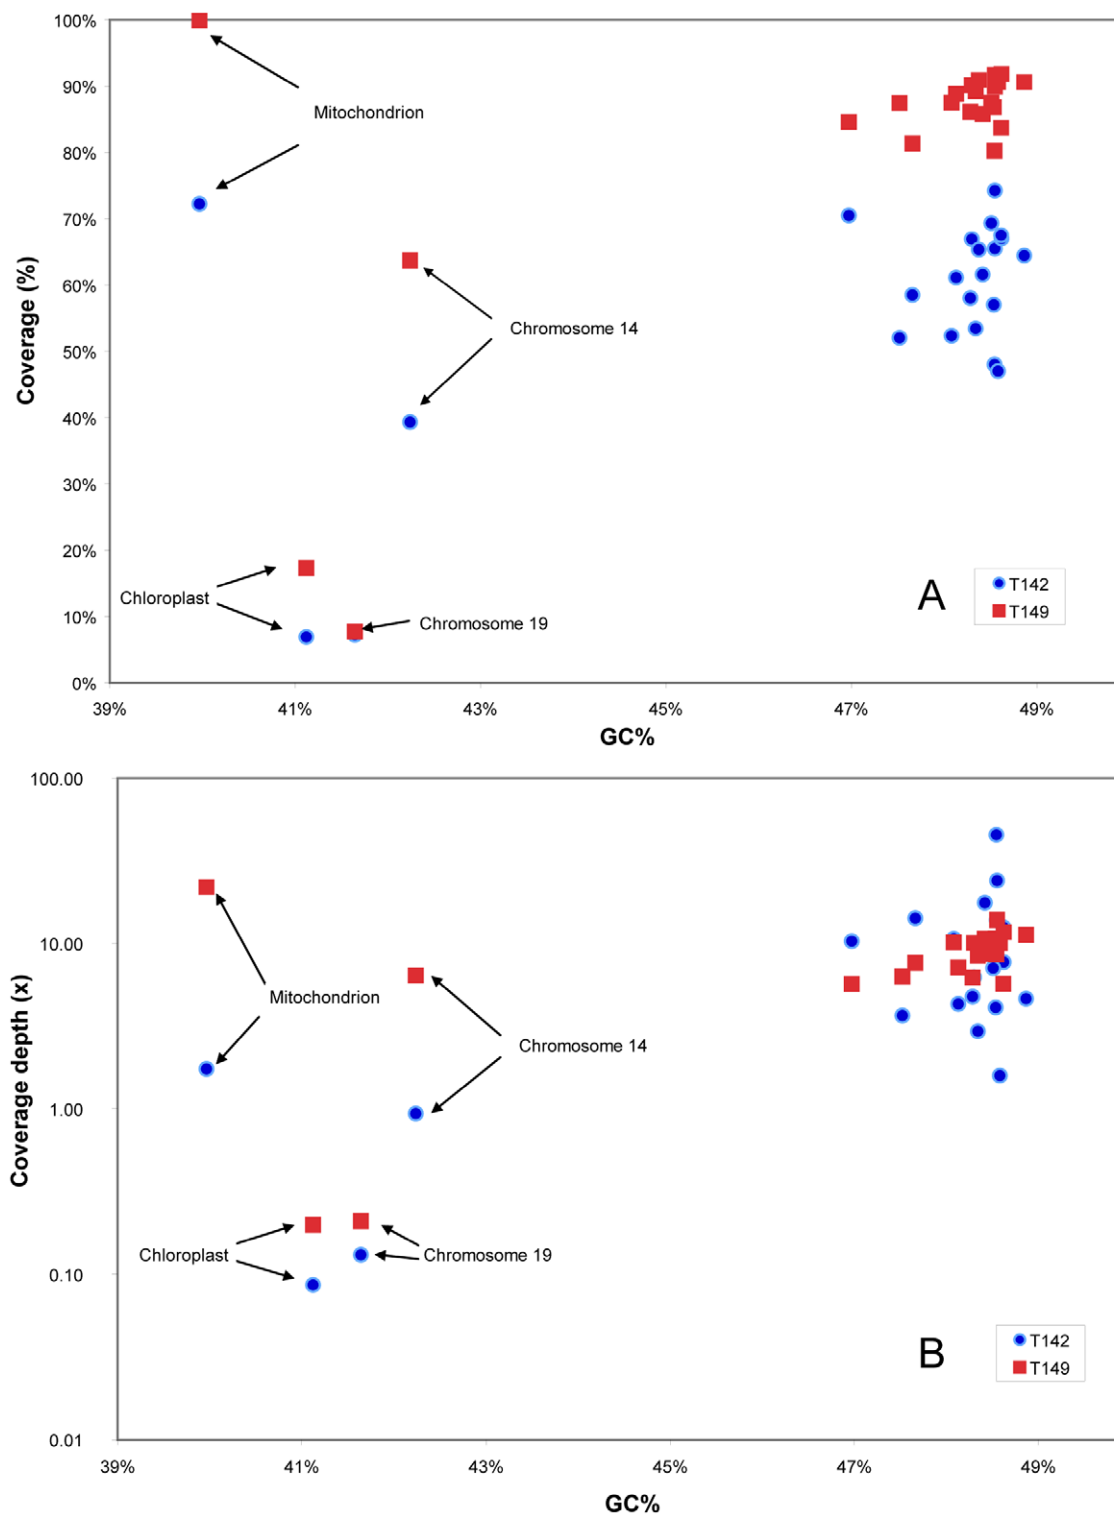 100%
90%
80%
70%
60%
50%
40%
30%
20%
10%
0%
Coverage (%)
Mitochondrion
Chromosome 14
Chloroplast
Chromosome 19
A
T142
T149
39%
41%
43%
45%
47%
49%
GC%
100.00
10.00
1.00
0.10
0.01
Coverage depth (x)
Mitochondrion
Chromosome 14
Chloroplast
Chromosome 19
B
T142
T149
39%
41%
43%
45%
47%
49%
GC%